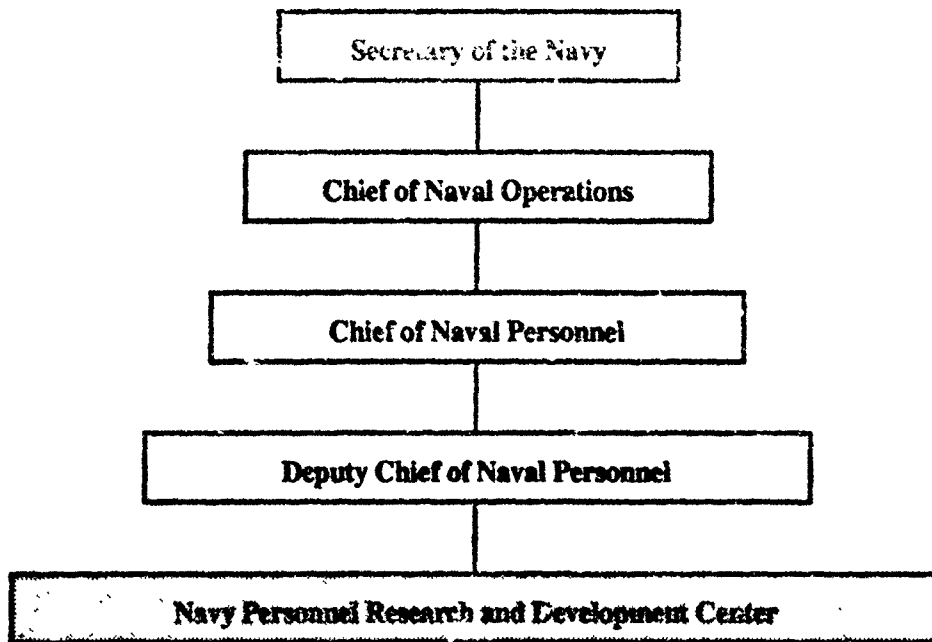 Secretary of the Navy
Chief of Naval Operations
Chief of Naval Personnel
Deputy Chief of Naval Personnel
Navy Personnel Research and Development Center